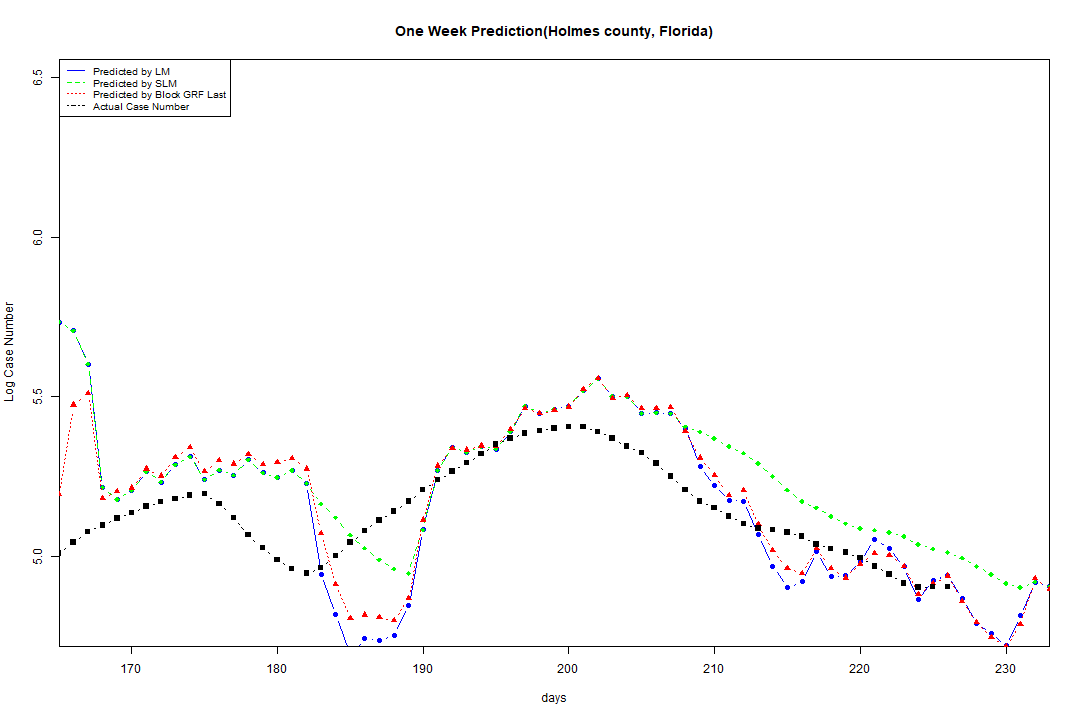 One Week Prediction(Holmes county, Florida)
Predicted by LM
Predicted by SLM
Predicted by Block GRF Last
Actual Case Number
6.5
6.0
5.5
5.0
Log Case Number
170 180 190 200 210 220 230
days